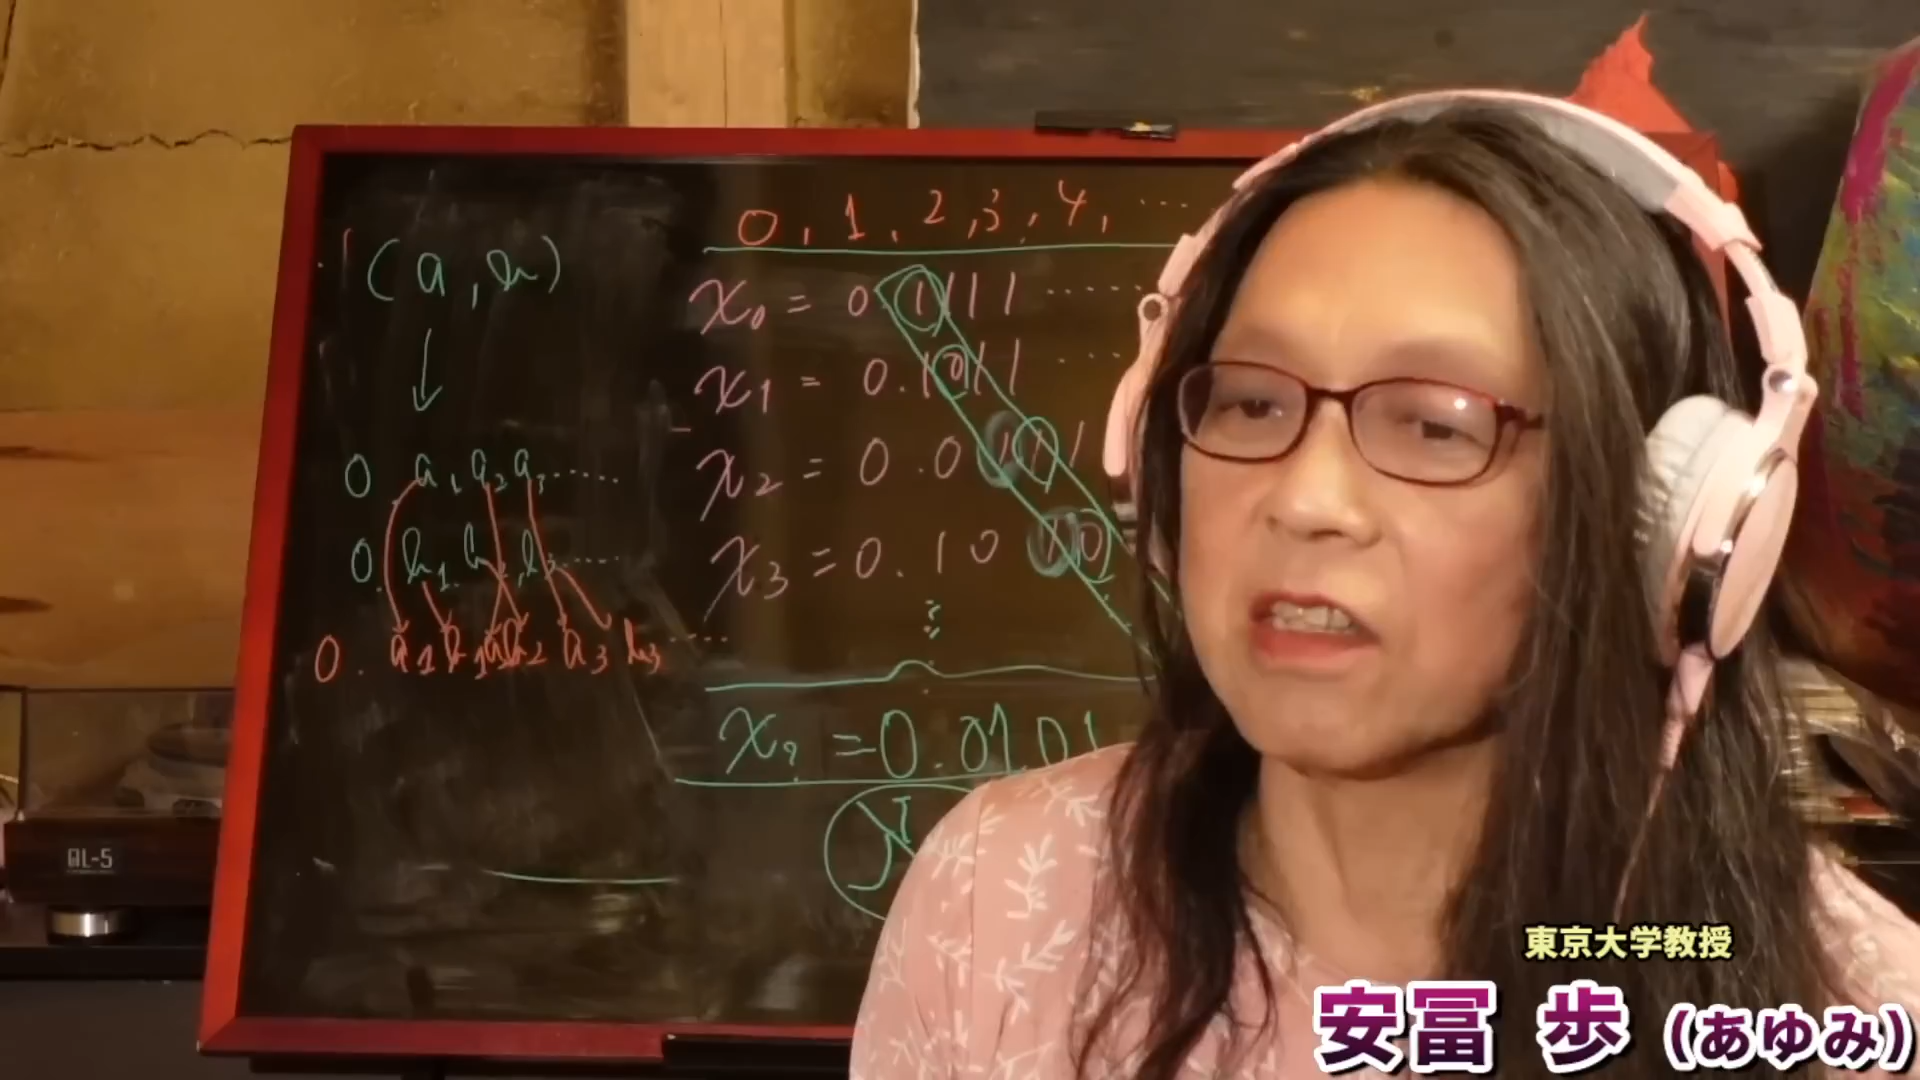 0, 1, 2, 3, 4, ……
(a, b)
x₀ = 0.1111……
x₁ = 0.1011……
0. a₁ a₂ a₃ ……
x₂ = 0.0111
0. b₁ b₂, b₃ ……
x₃ = 0.1010
0. a₁ b₁ a₂ b₂ a₃ b₃ ……
x? = 0.0101
N
AL-5
東京大学教授
安冨 歩 (あゆみ)